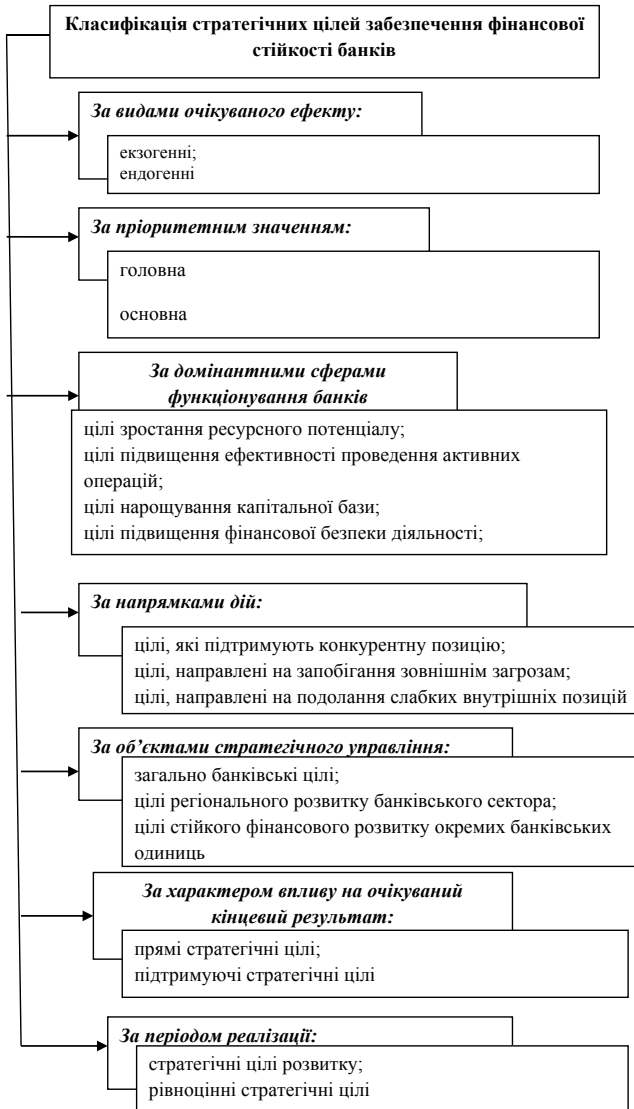 Класифікація стратегічних цілей забезпечення фінансової
стійкості банків
За видами очікуваного ефекту:
екзогенні;
ендогенні
За пріоритетним значенням:
головна
основна
За домінантними сферами
функціонування банків
цілі зростання ресурсного потенціалу;
цілі підвищення ефективності проведення активних
операцій;
цілі нарощування капітальної бази;
цілі підвищення фінансової безпеки діяльності;
За напрямками дій:
цілі, які підтримують конкурентну позицію;
цілі, направлені на запобігання зовнішнім загрозам;
цілі, направлені на подолання слабких внутрішніх позицій
За об’єктами стратегічного управління:
загально банківські цілі;
цілі регіонального розвитку банківського сектора;
цілі стійкого фінансового розвитку окремих банківських
одиниць
За характером впливу на очікуваний
кінцевий результат:
прямі стратегічні цілі;
підтримуючі стратегічні цілі
За періодом реалізації:
стратегічні цілі розвитку;
рівноцінні стратегічні цілі